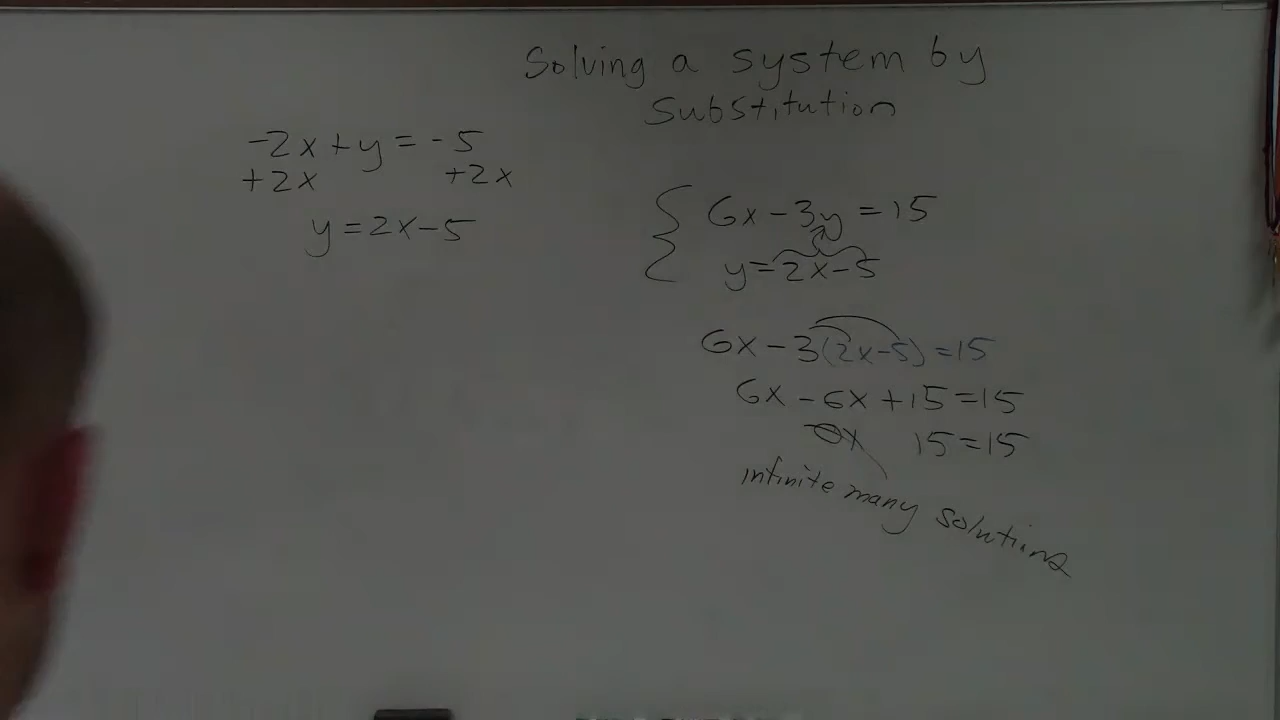 Solving a system by
Substitution
-2x+y=-5
+2x +2x
y=2x-5
6x-3y=15
y=2x-5
6x-3(2x-5)=15
6x-6x+15=15
0x 15=15
infinite many solutions